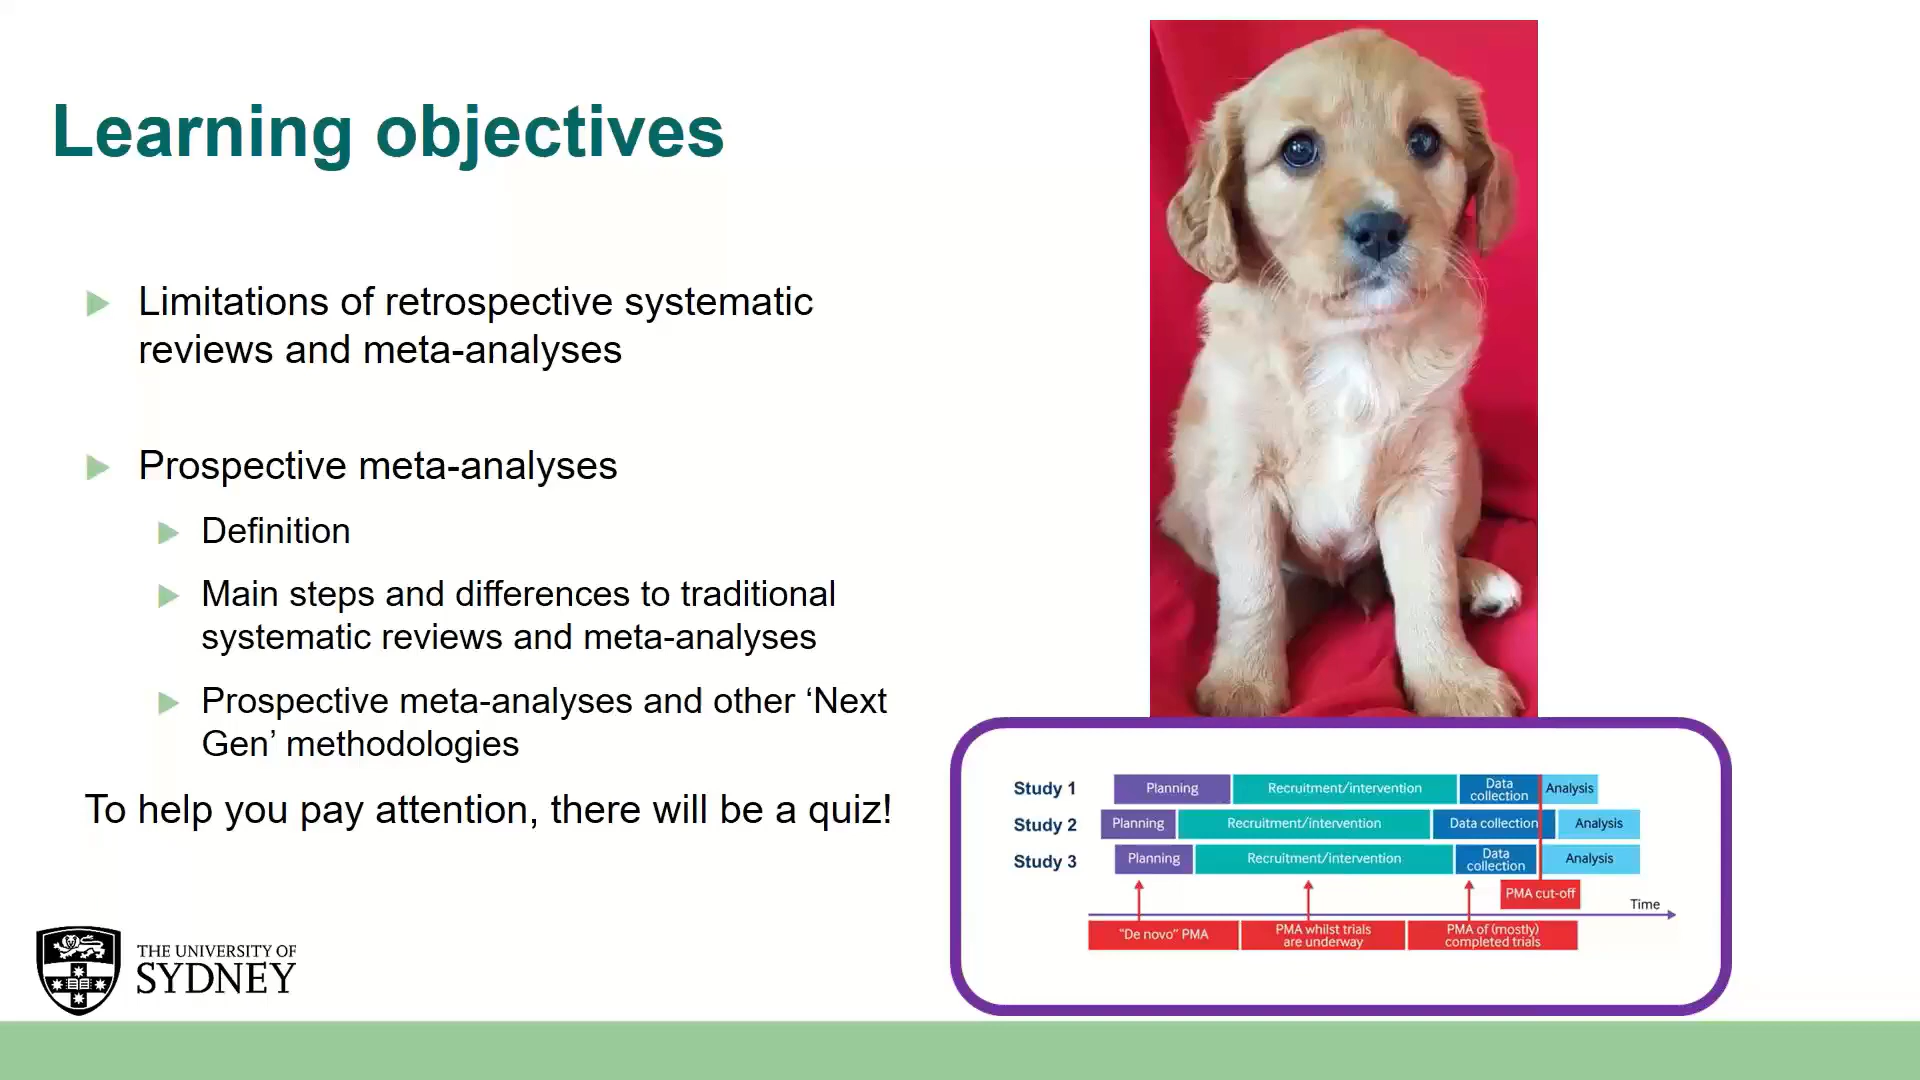 Learning objectives
Limitations of retrospective systematic
reviews and meta-analyses
Prospective meta-analyses
Definition
Main steps and differences to traditional
systematic reviews and meta-analyses
Prospective meta-analyses and other ‘Next
Gen’ methodologies
To help you pay attention, there will be a quiz!
THE UNIVERSITY OF
SYDNEY
Study 1 Planning Recruitment/intervention Data collection Analysis
Study 2 Planning Recruitment/intervention Data collection Analysis
Study 3 Planning Recruitment/intervention Data collection Analysis
PMA cut-off
Time
“De novo” PMA
PMA whilst trials
are underway
PMA of (mostly)
completed trials